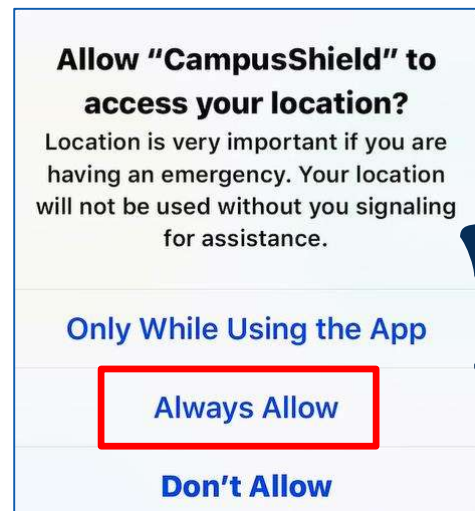 Allow “CampusShield” to
access your location?
Location is very important if you are
having an emergency. Your location
will not be used without you signaling
for assistance.
Only While Using the App
Always Allow
Don’t Allow